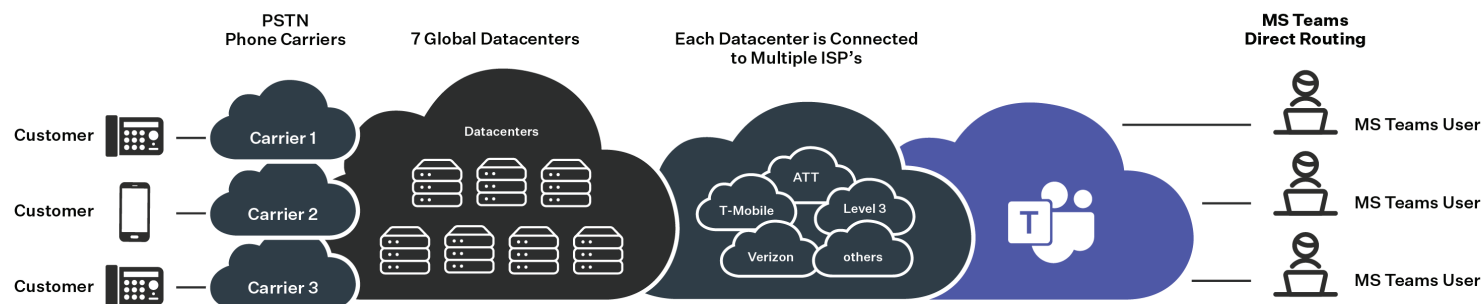 PSTN
Phone Carriers
7 Global Datacenters
Each Datacenter is Connected
to Multiple ISP's
MS Teams
Direct Routing
Customer
Carrier 1
Customer
Carrier 2
Customer
Carrier 3
Datacenters
ATT
T-Mobile
Level 3
Verizon
others
T
MS Teams User
MS Teams User
MS Teams User